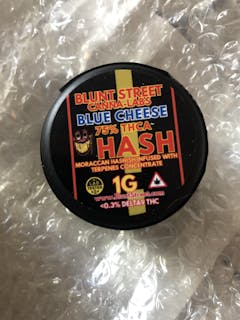 BLUNT STREET
CANNA-LABS
BLUE CHEESE
75% THCA
HASH
MORACCAN HASHISH INFUSED WITH
TERPENES CONCENTRATE
1G
<0.3% DELTA9 THC